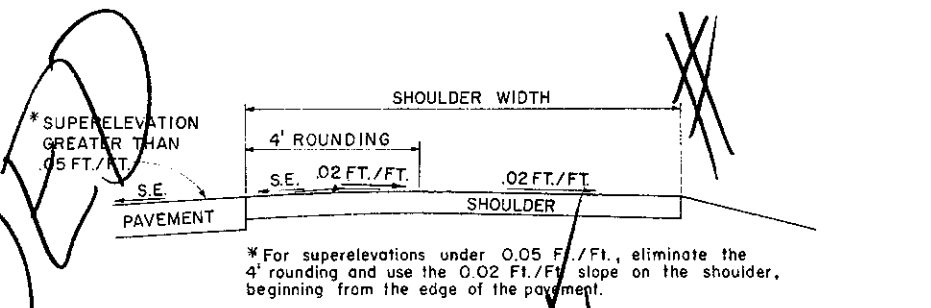 SHOULDER WIDTH
* SUPERELEVATION
GREATER THAN
.05 FT./FT.
4' ROUNDING
S.E.
S.E.
.02 FT./FT.
.02 FT./FT.
PAVEMENT
SHOULDER
* For superelevations under 0.05 Ft./Ft., eliminate the
4' rounding and use the 0.02 Ft./Ft. slope on the shoulder,
beginning from the edge of the pavement.